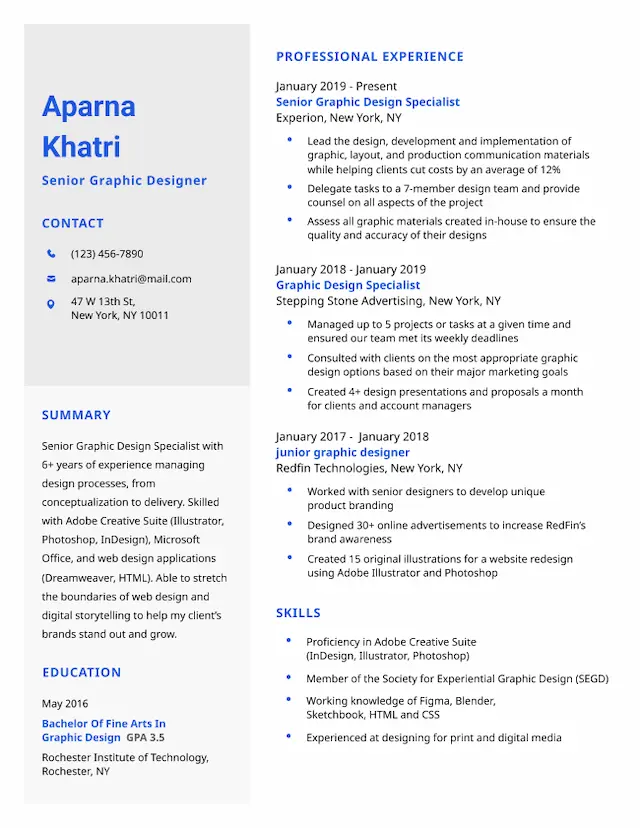 Aparna
Khatri
Senior Graphic Designer
CONTACT
(123) 456-7890
aparna.khatri@mail.com
47 W 13th St,
New York, NY 10011
SUMMARY
Senior Graphic Design Specialist with
6+ years of experience managing
design processes, from
conceptualization to delivery. Skilled
with Adobe Creative Suite (Illustrator,
Photoshop, InDesign), Microsoft
Office, and web design applications
(Dreamweaver, HTML). Able to stretch
the boundaries of web design and
digital storytelling to help my client's
brands stand out and grow.
EDUCATION
May 2016
Bachelor Of Fine Arts In
Graphic Design GPA 3.5
Rochester Institute of Technology,
Rochester, NY
PROFESSIONAL EXPERIENCE
January 2019 - Present
Senior Graphic Design Specialist
Experion, New York, NY
Lead the design, development and implementation of
graphic, layout, and production communication materials
while helping clients cut costs by an average of 12%
Delegate tasks to a 7-member design team and provide
counsel on all aspects of the project
Assess all graphic materials created in-house to ensure the
quality and accuracy of their designs
January 2018 - January 2019
Graphic Design Specialist
Stepping Stone Advertising, New York, NY
Managed up to 5 projects or tasks at a given time and
ensured our team met its weekly deadlines
Consulted with clients on the most appropriate graphic
design options based on their major marketing goals
Created 4+ design presentations and proposals a month
for clients and account managers
January 2017 - January 2018
junior graphic designer
Redfin Technologies, New York, NY
Worked with senior designers to develop unique
product branding
Designed 30+ online advertisements to increase RedFin's
brand awareness
Created 15 original illustrations for a website redesign
using Adobe Illustrator and Photoshop
SKILLS
Proficiency in Adobe Creative Suite
(InDesign, Illustrator, Photoshop)
Member of the Society for Experiential Graphic Design (SEGD)
Working knowledge of Figma, Blender,
Sketchbook, HTML and CSS
Experienced at designing for print and digital media